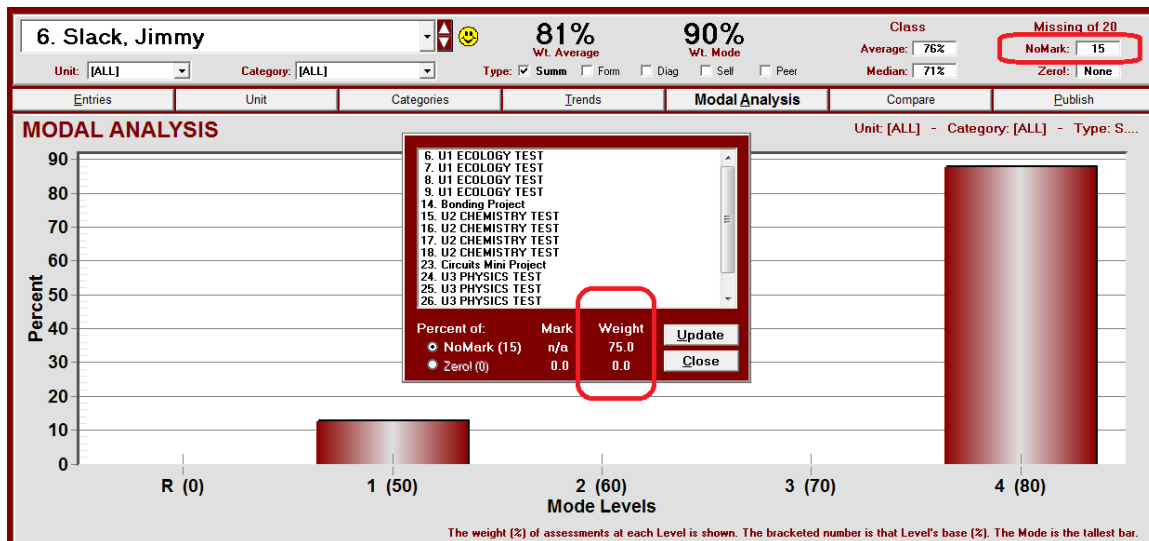 6. Slack, Jimmy
81%
Wt. Average
90%
Wt. Mode
Class
Average: 76%
Median: 71%
Missing of 20
NoMark: 15
Zero!: None
Unit: [ALL] Category: [ALL] Type: Summ Form Diag Self Peer
Entries Unit Categories Trends Modal Analysis Compare Publish
MODAL ANALYSIS
Unit: [ALL] - Category: [ALL] - Type: S....
6. U1 ECOLOGY TEST
7. U1 ECOLOGY TEST
8. U1 ECOLOGY TEST
9. U1 ECOLOGY TEST
14. Bonding Project
15. U2 CHEMISTRY TEST
16. U2 CHEMISTRY TEST
17. U2 CHEMISTRY TEST
18. U2 CHEMISTRY TEST
23. Circuits Mini Project
24. U3 PHYSICS TEST
25. U3 PHYSICS TEST
26. U3 PHYSICS TEST
Percent of: Mark Weight
NoMark (15) n/a 75.0
Zero! (0) 0.0 0.0
Update
Close
Percent
90
80
70
60
50
40
30
20
10
0
R (0) 1 (50) 2 (60) 3 (70) 4 (80)
Mode Levels
The weight (%) of assessments at each Level is shown. The bracketed number is that Level's base (%). The Mode is the tallest bar.